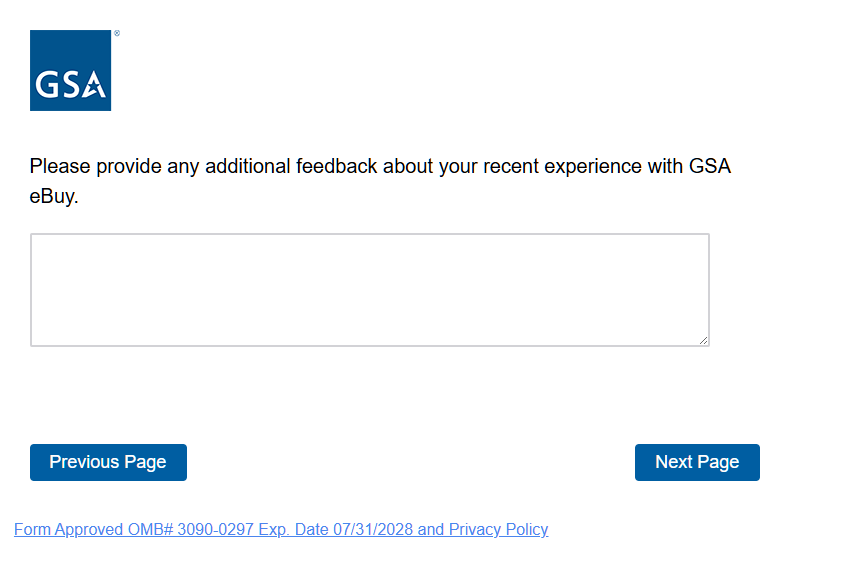 GSA ®
Please provide any additional feedback about your recent experience with GSA
eBuy.
Previous Page
Next Page
Form Approved OMB# 3090-0297 Exp. Date 07/31/2028 and Privacy Policy